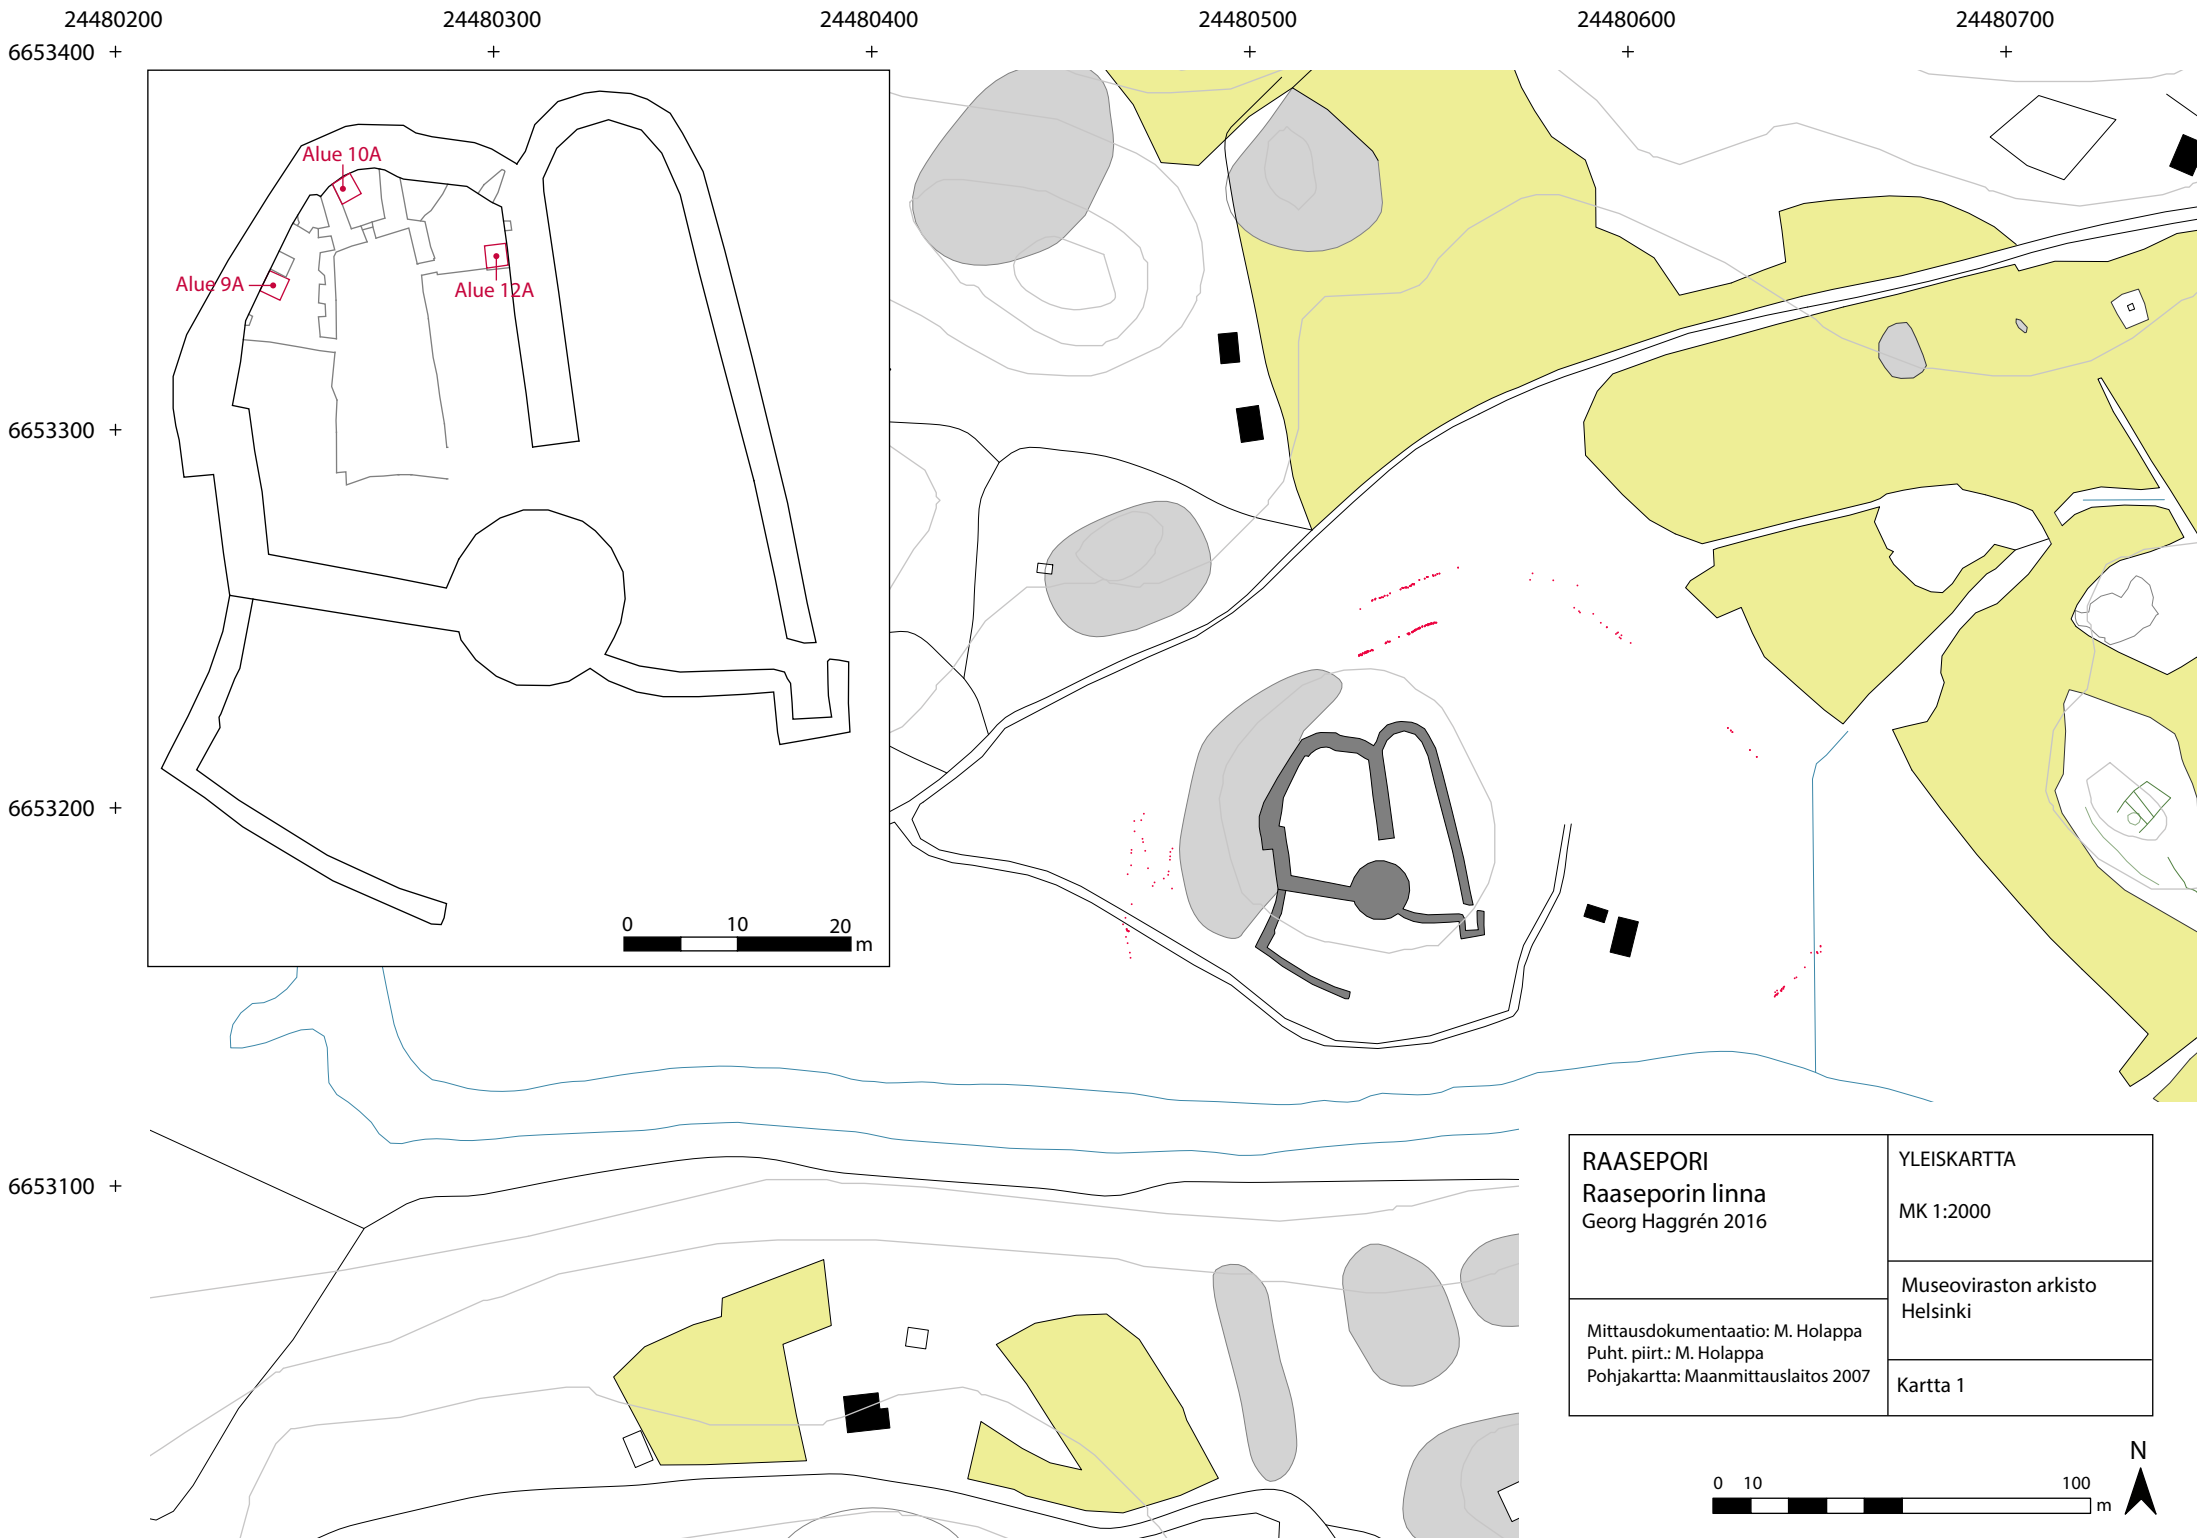 24480200 24480300 24480400 24480500 24480600 24480700
6653400
Alue 10A
Alue 9A
Alue 12A
6653300
6653200
0 10 20
m
6653100
RAASEPORI
Raaseporin linna
Georg Haggrén 2016
YLEISKARTTA
MK 1:2000
Museoviraston arkisto
Helsinki
Mittausdokumentaatio: M. Holappa
Puht. piirt.: M. Holappa
Pohjakartta: Maanmittauslaitos 2007
Kartta 1
N
0 10 100
m